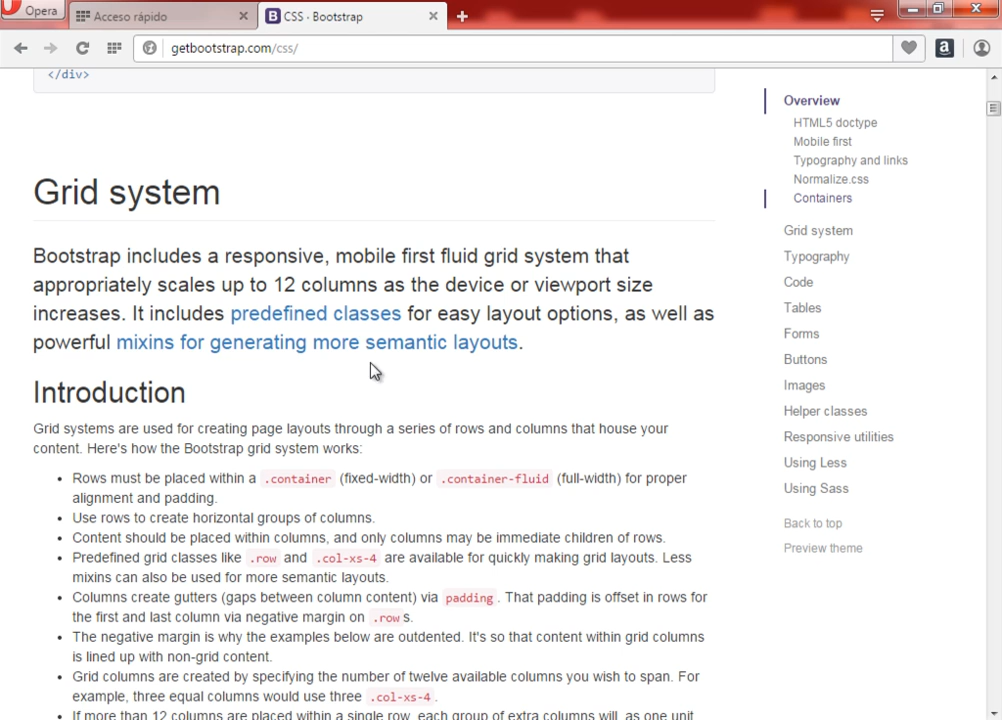 Opera
Acceso rápido
CSS · Bootstrap
getbootstrap.com/css/
</div>
Grid system
Bootstrap includes a responsive, mobile first fluid grid system that
appropriately scales up to 12 columns as the device or viewport size
increases. It includes predefined classes for easy layout options, as well as
powerful mixins for generating more semantic layouts.
Introduction
Grid systems are used for creating page layouts through a series of rows and columns that house your
content. Here's how the Bootstrap grid system works:
• Rows must be placed within a .container (fixed-width) or .container-fluid (full-width) for proper
alignment and padding.
• Use rows to create horizontal groups of columns.
• Content should be placed within columns, and only columns may be immediate children of rows.
• Predefined grid classes like .row and .col-xs-4 are available for quickly making grid layouts. Less
mixins can also be used for more semantic layouts.
• Columns create gutters (gaps between column content) via padding. That padding is offset in rows for
the first and last column via negative margin on .row s.
• The negative margin is why the examples below are outdented. It's so that content within grid columns
is lined up with non-grid content.
• Grid columns are created by specifying the number of twelve available columns you wish to span. For
example, three equal columns would use three .col-xs-4.
• If more than 12 columns are placed within a single row, each group of extra columns will, as one unit
Overview
HTML5 doctype
Mobile first
Typography and links
Normalize.css
Containers
Grid system
Typography
Code
Tables
Forms
Buttons
Images
Helper classes
Responsive utilities
Using Less
Using Sass
Back to top
Preview theme